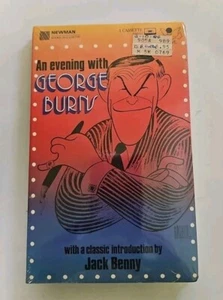 NEWMAN
An evening with
GEORGE
BURNS
with a classic introduction by
Jack Benny